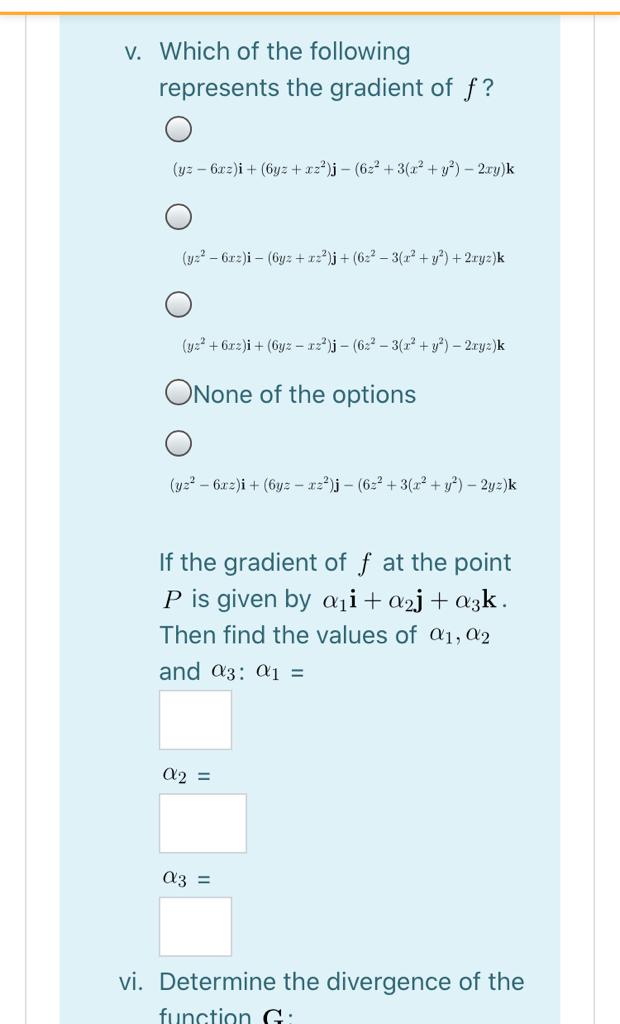 v. Which of the following
represents the gradient of f?
(yz − 6xz)i + (6yz + xz²)j − (6z² + 3(x² + y²) − 2xy)k
(yz² − 6xz)i − (6yz + xz²)j + (6z² − 3(x² + y²) + 2xyz)k
(yz² + 6xz)i + (6yz − xz²)j − (6z² − 3(x² + y²) − 2xyz)k
None of the options
(yz² − 6xz)i + (6yz − xz²)j − (6z² + 3(x² + y²) − 2yz)k
If the gradient of f at the point
P is given by α₁i + α₂j + α₃k.
Then find the values of α₁, α₂
and α₃: α₁ =
α₂ =
α₃ =
vi. Determine the divergence of the
function G: